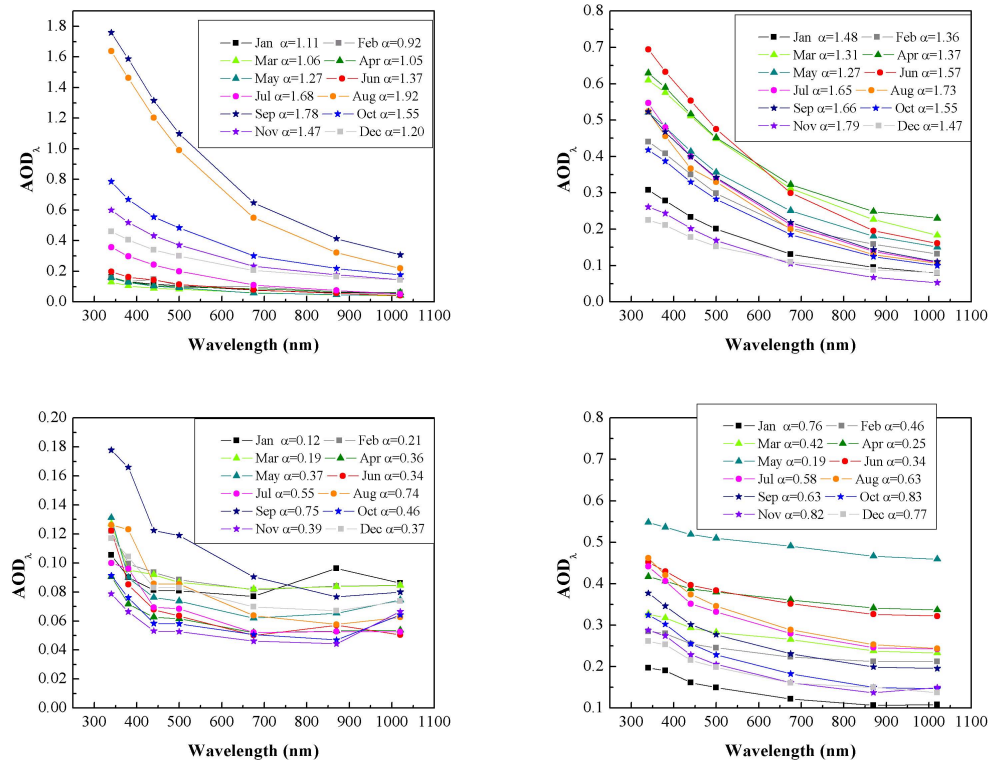 1.8
1.6
1.4
1.2
1.0
0.8
0.6
0.4
0.2
0.0
AODλ
Jan α=1.11 Feb α=0.92
Mar α=1.06 Apr α=1.05
May α=1.27 Jun α=1.37
Jul α=1.68 Aug α=1.92
Sep α=1.78 Oct α=1.55
Nov α=1.47 Dec α=1.20
300 400 500 600 700 800 900 1000 1100
Wavelength (nm)
0.8
0.7
0.6
0.5
0.4
0.3
0.2
0.1
0.0
AODλ
Jan α=1.48 Feb α=1.36
Mar α=1.31 Apr α=1.37
May α=1.27 Jun α=1.57
Jul α=1.65 Aug α=1.73
Sep α=1.66 Oct α=1.55
Nov α=1.79 Dec α=1.47
300 400 500 600 700 800 900 1000 1100
Wavelength (nm)
0.20
0.18
0.16
0.14
0.12
0.10
0.08
0.06
0.04
0.02
0.00
AODλ
Jan α=0.12 Feb α=0.21
Mar α=0.19 Apr α=0.36
May α=0.37 Jun α=0.34
Jul α=0.55 Aug α=0.74
Sep α=0.75 Oct α=0.46
Nov α=0.39 Dec α=0.37
300 400 500 600 700 800 900 1000 1100
Wavelength (nm)
0.8
0.7
0.6
0.5
0.4
0.3
0.2
0.1
AODλ
Jan α=0.76 Feb α=0.46
Mar α=0.42 Apr α=0.25
May α=0.19 Jun α=0.34
Jul α=0.58 Aug α=0.63
Sep α=0.63 Oct α=0.83
Nov α=0.82 Dec α=0.77
300 400 500 600 700 800 900 1000 1100
Wavelength (nm)